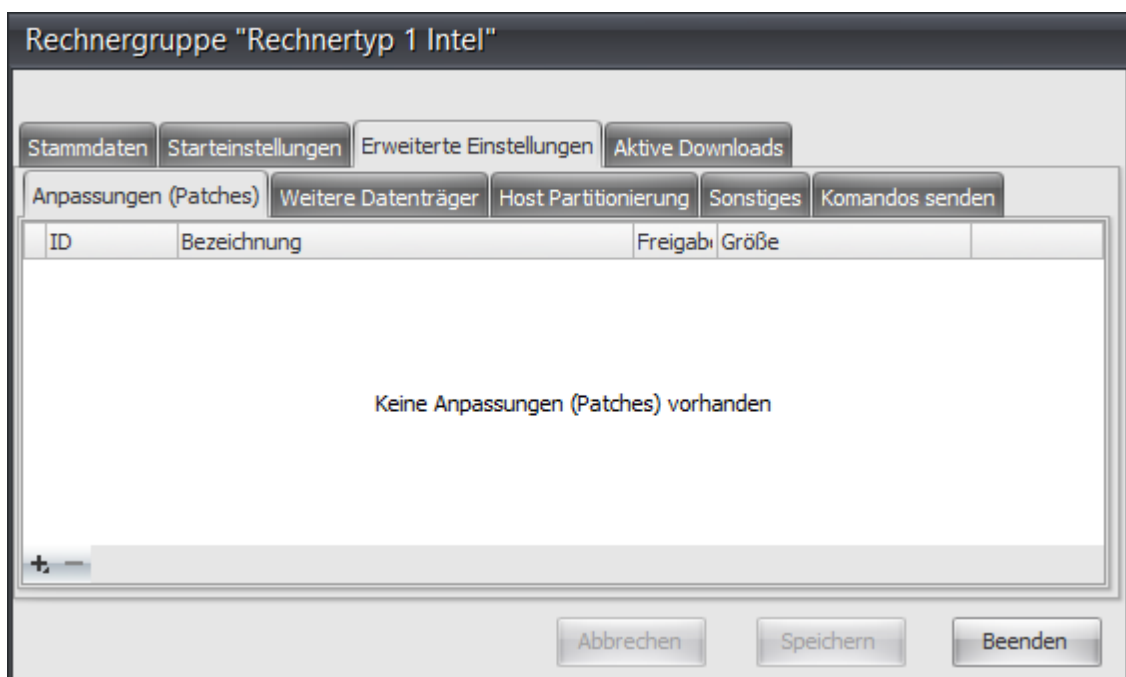 Rechnergruppe "Rechnertyp 1 Intel"
Stammdaten Starteinstellungen Erweiterte Einstellungen Aktive Downloads
Anpassungen (Patches) Weitere Datenträger Host Partitionierung Sonstiges Komandos senden
ID Bezeichnung Freigabe Größe
Keine Anpassungen (Patches) vorhanden
Abbrechen Speichern Beenden